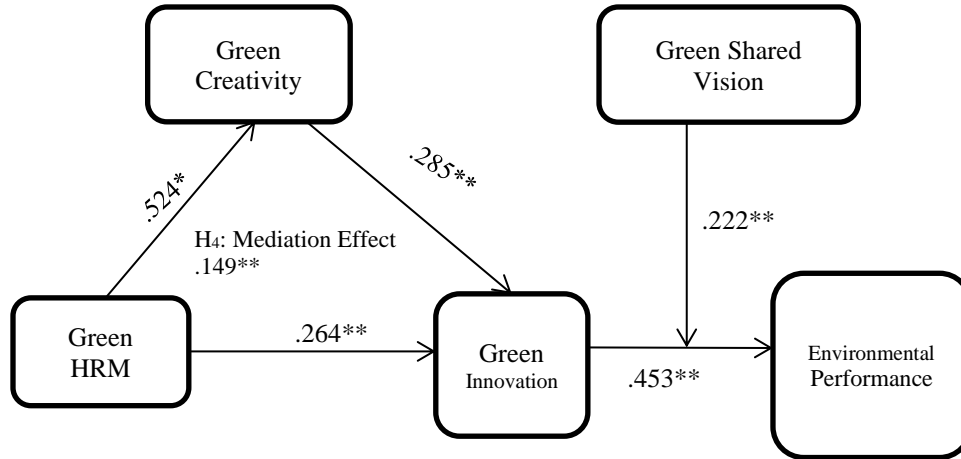 Green
Creativity
Green Shared
Vision
.524*
.285**
H₄: Mediation Effect
.149**
.222**
Green
HRM
.264**
Green
Innovation
.453**
Environmental
Performance